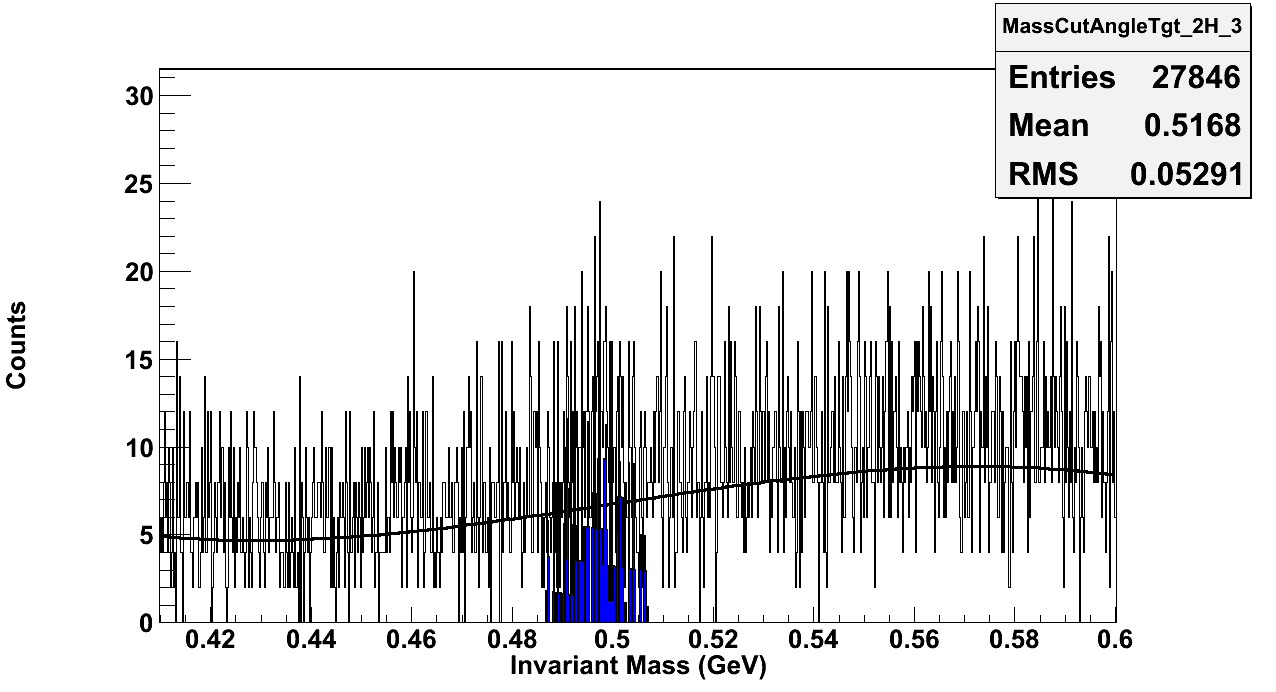 MassCutAngleTgt_2H_3
Entries 27846
Mean 0.5168
RMS 0.05291
Counts
30
25
20
15
10
5
0
0.42 0.44 0.46 0.48 0.5 0.52 0.54 0.56 0.58 0.6
Invariant Mass (GeV)